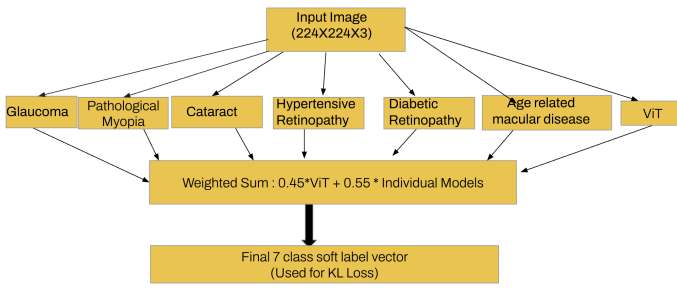 Input Image
(224X224X3)
Glaucoma
Pathological
Myopia
Cataract
Hypertensive
Retinopathy
Diabetic
Retinopathy
Age related
macular disease
ViT
Weighted Sum : 0.45*ViT + 0.55 * Individual Models
Final 7 class soft label vector
(Used for KL Loss)